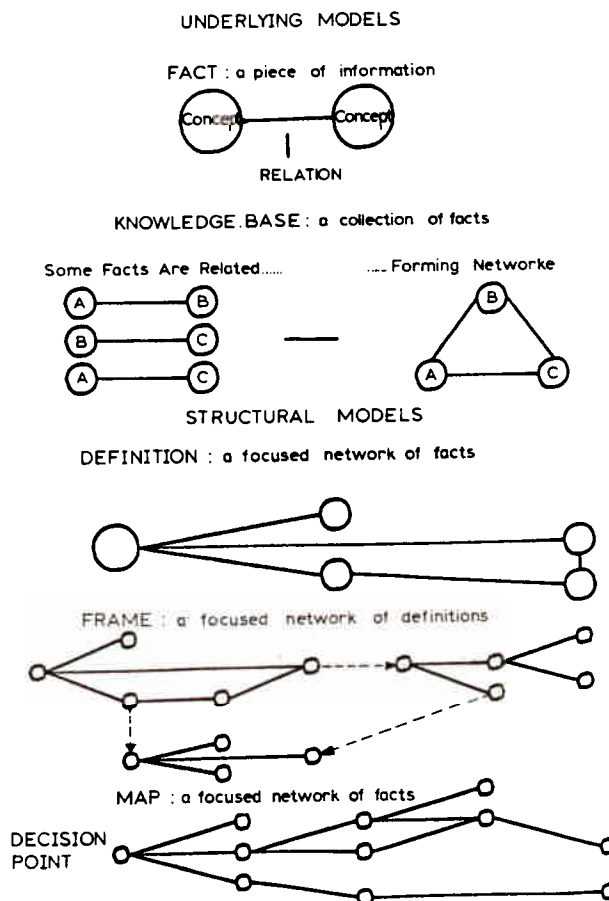 UNDERLYING MODELS
FACT : a piece of information
Concept Concept
RELATION
KNOWLEDGE.BASE : a collection of facts
Some Facts Are Related...... ....Forming Networke
A B B
B C
A C A C
STRUCTURAL MODELS
DEFINITION : a focused network of facts
FRAME : a focused network of definitions
MAP : a focused network of facts
DECISION
POINT